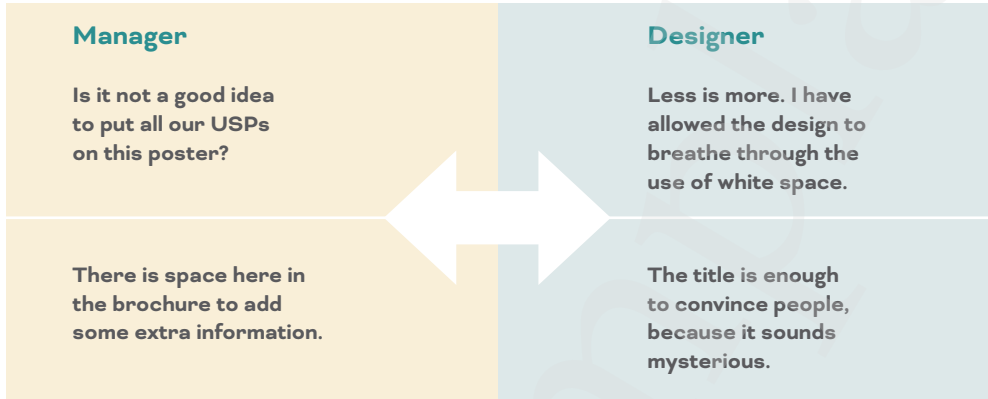 Manager
Is it not a good idea
to put all our USPs
on this poster?
Designer
Less is more. I have
allowed the design to
breathe through the
use of white space.
There is space here in
the brochure to add
some extra information.
The title is enough
to convince people,
because it sounds
mysterious.